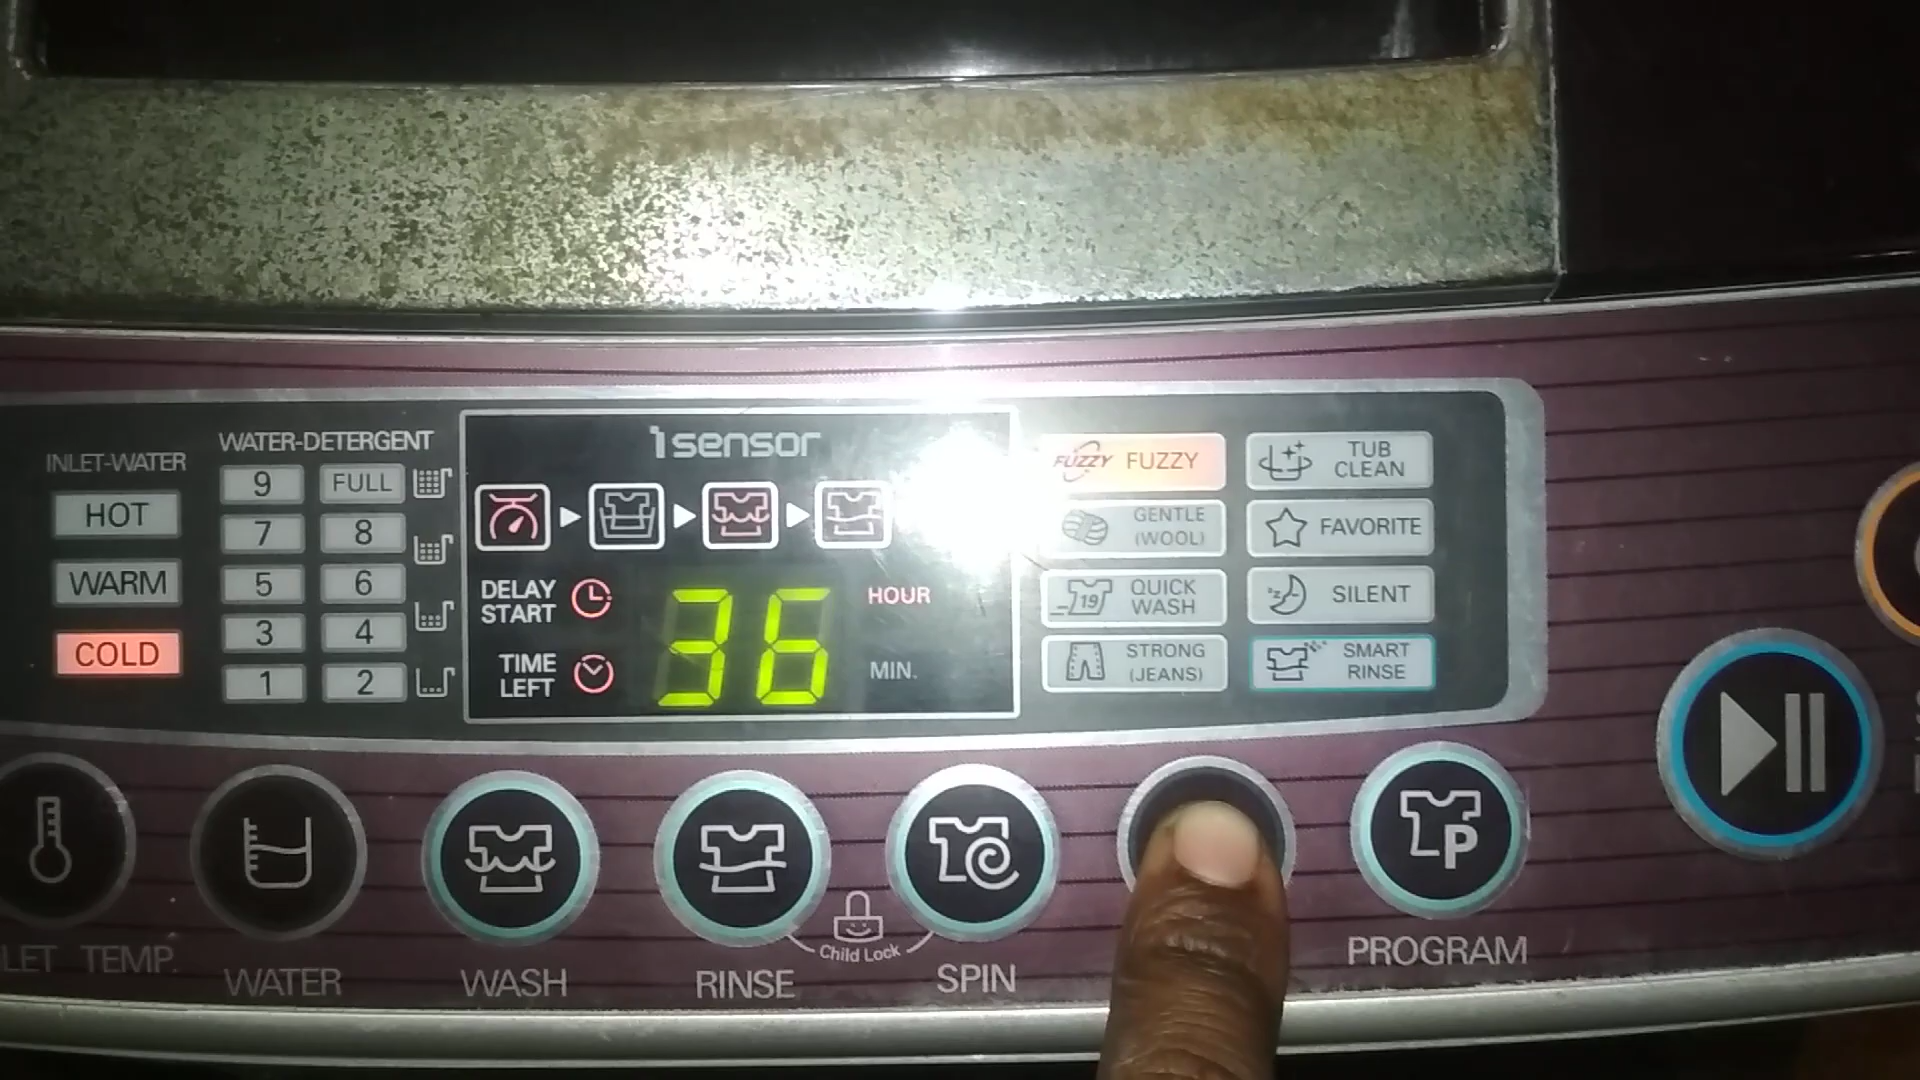 INLET-WATER
HOT
WARM
COLD
WATER-DETERGENT
9 FULL
7 8
5 6
3 4
1 2
isensor
DELAY
START
HOUR
36
TIME
LEFT
MIN.
FUZZY FUZZY
GENTLE
(WOOL)
19 QUICK
WASH
STRONG
(JEANS)
TUB
CLEAN
FAVORITE
SILENT
SMART
RINSE
P
LET TEMP.
WATER
WASH
RINSE
Child Lock
SPIN
PROGRAM